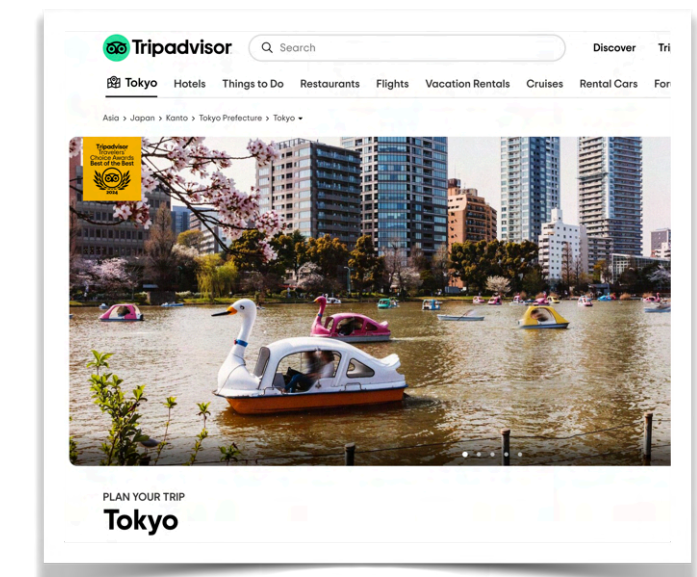 Tripadvisor
Search
Discover
Tri
Tokyo Hotels Things to Do Restaurants Flights Vacation Rentals Cruises Rental Cars For
Asia > Japan > Kanto > Tokyo Prefecture > Tokyo
Tripadvisor
Travelers'
Choice Awards
Best of the Best
2024
PLAN YOUR TRIP
Tokyo